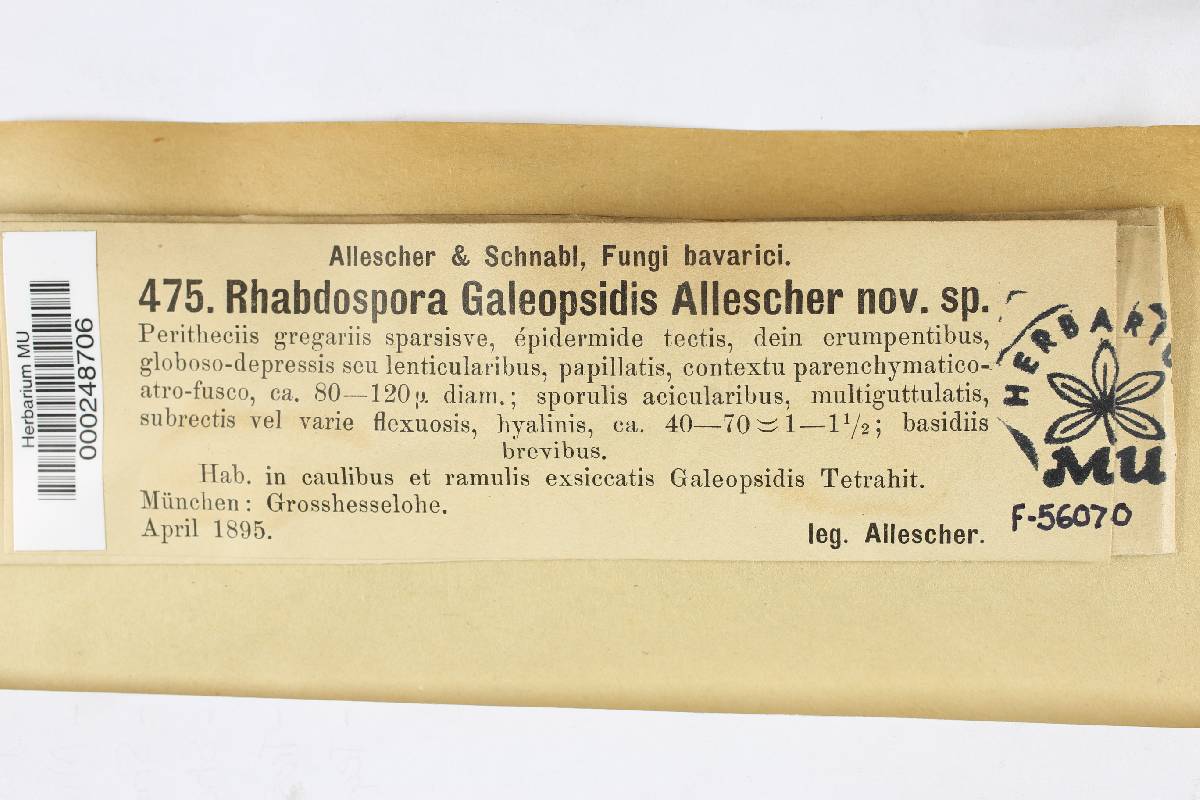 Allescher & Schnabl, Fungi bavarici.
475. Rhabdospora Galeopsidis Allescher nov. sp.
Peritheciis gregariis sparsisve, épidermide tectis, dein erumpentibus,
globoso-depressis seu lenticularibus, papillatis, contextu parenchymatico-
atro-fusco, ca. 80—120 µ. diam.; sporulis acicularibus, multiguttulatis,
subrectis vel varie flexuosis, hyalinis, ca. 40—70 ≍ 1—1½; basidiis
brevibus.
Hab. in caulibus et ramulis exsiccatis Galeopsidis Tetrahit.
München: Grosshesselohe.
April 1895.
leg. Allescher.
Herbarium MU
000248706
HERBARIU
MU
F-56070